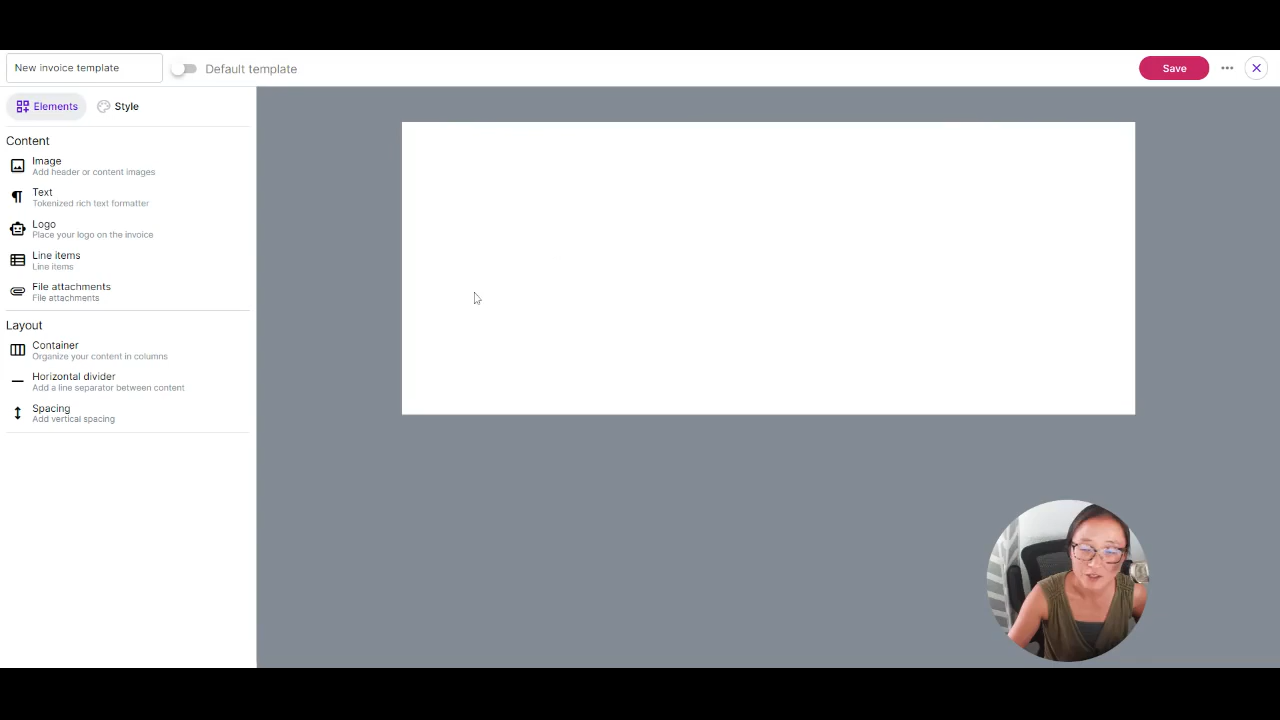 New invoice template
Default template
Save
Elements
Style
Content
Image
Add header or content images
Text
Tokenized rich text formatter
Logo
Place your logo on the invoice
Line items
Line items
File attachments
File attachments
Layout
Container
Organize your content in columns
Horizontal divider
Add a line separator between content
Spacing
Add vertical spacing